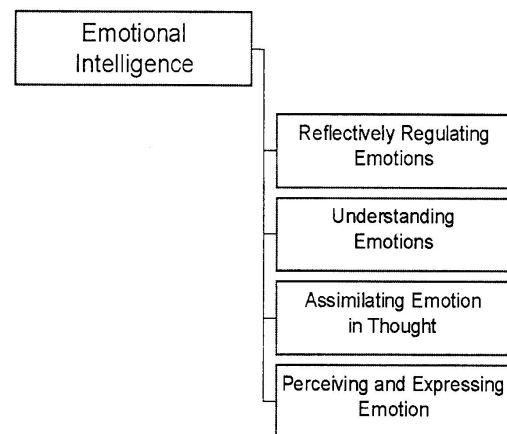 Emotional
Intelligence
Reflectively Regulating
Emotions
Understanding
Emotions
Assimilating Emotion
in Thought
Perceiving and Expressing
Emotion